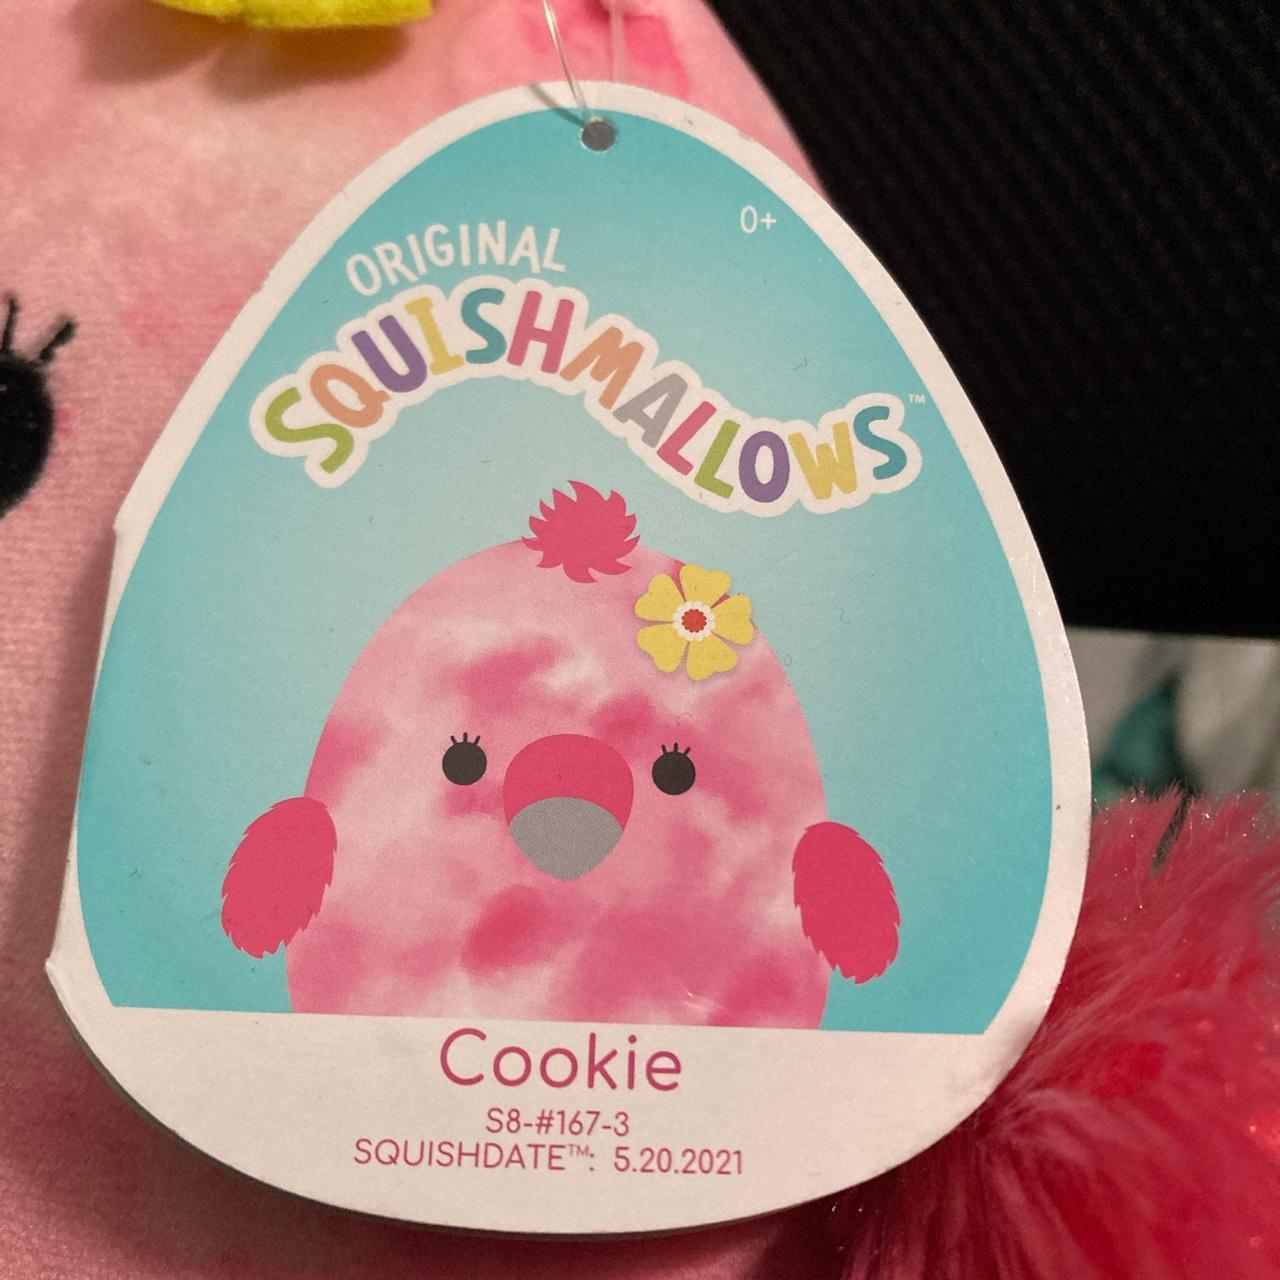 0+
ORIGINAL
SQUISHMALLOWS™
Cookie
S8-#167-3
SQUISHDATE™: 5.20.2021